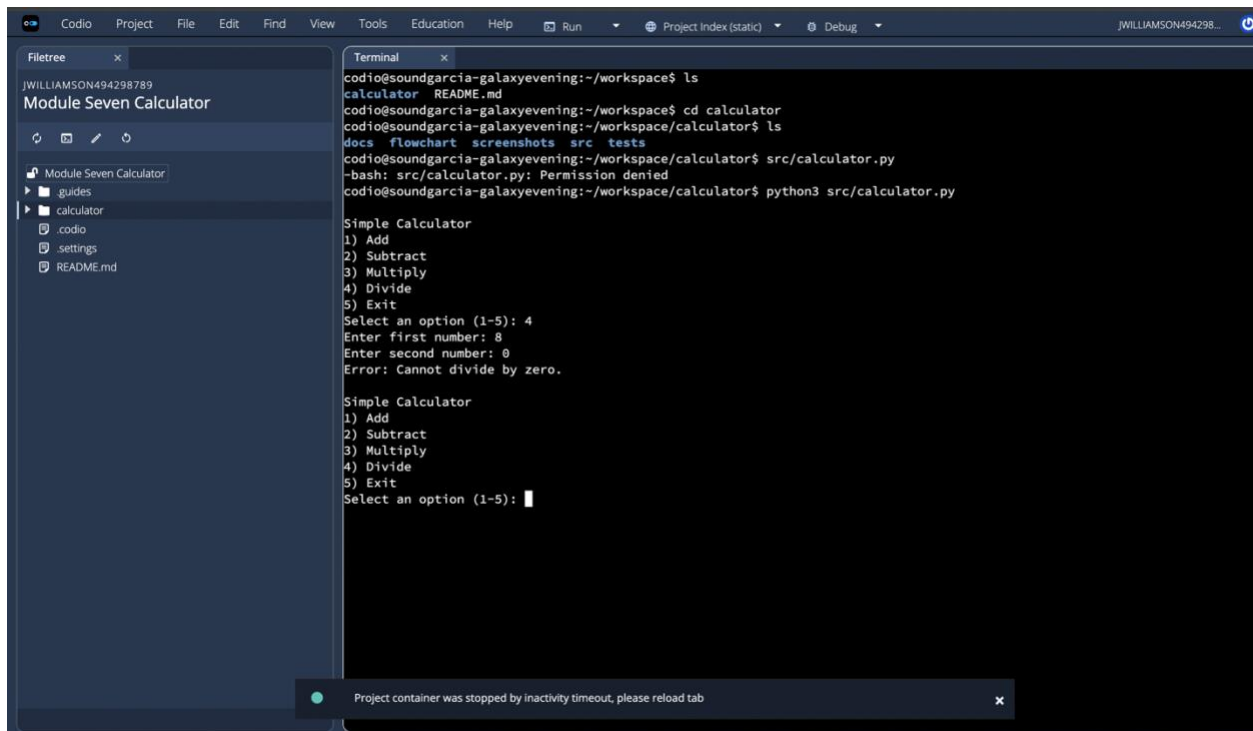 Codio Project File Edit Find View Tools Education Help Run Project Index (static) Debug JWILLIAMSON494298...
Filetree ×
JWILLIAMSON494298789
Module Seven Calculator
Module Seven Calculator
.guides
calculator
.codio
.settings
README.md
Terminal ×
codio@soundgarcia-galaxyevening:~/workspace$ ls
calculator README.md
codio@soundgarcia-galaxyevening:~/workspace$ cd calculator
codio@soundgarcia-galaxyevening:~/workspace/calculator$ ls
docs flowchart screenshots src tests
codio@soundgarcia-galaxyevening:~/workspace/calculator$ src/calculator.py
-bash: src/calculator.py: Permission denied
codio@soundgarcia-galaxyevening:~/workspace/calculator$ python3 src/calculator.py
Simple Calculator
1) Add
2) Subtract
3) Multiply
4) Divide
5) Exit
Select an option (1-5): 4
Enter first number: 8
Enter second number: 0
Error: Cannot divide by zero.
Simple Calculator
1) Add
2) Subtract
3) Multiply
4) Divide
5) Exit
Select an option (1-5):
Project container was stopped by inactivity timeout, please reload tab ×